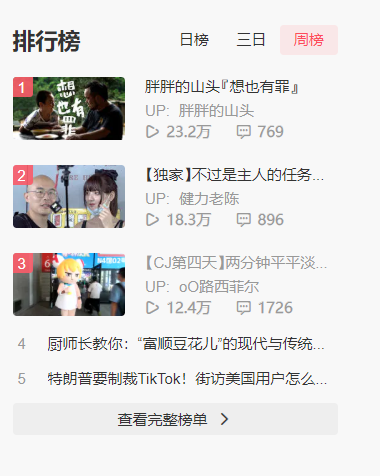 排行榜
日榜 三日 周榜
1
想也有罪
胖胖的山头『想也有罪』
UP: 胖胖的山头
23.2万 769
2
【独家】不过是主人的任务...
UP: 健力老陈
18.3万 896
3
【CJ第四天】两分钟平平淡...
UP: oO路西菲尔
12.4万 1726
4 厨师长教你：“富顺豆花儿”的现代与传统...
5 特朗普要制裁TikTok！街访美国用户怎么...
查看完整榜单 >